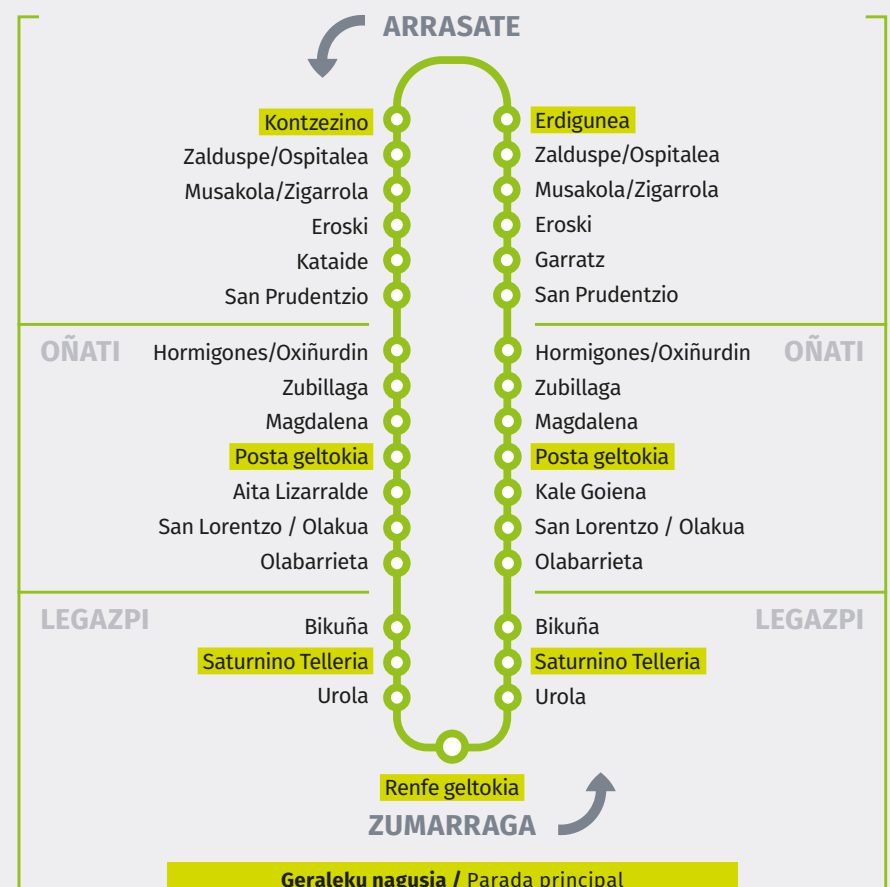 ARRASATE
Kontzezino
Erdigunea
Zalduspe/Ospitalea
Zalduspe/Ospitalea
Musakola/Zigarrola
Musakola/Zigarrola
Eroski
Eroski
Kataide
Garratz
San Prudentzio
San Prudentzio
OÑATI
Hormigones/Oxiñurdin
Hormigones/Oxiñurdin
OÑATI
Zubillaga
Zubillaga
Magdalena
Magdalena
Posta geltokia
Posta geltokia
Aita Lizarralde
Kale Goiena
San Lorentzo / Olakua
San Lorentzo / Olakua
Olabarrieta
Olabarrieta
LEGAZPI
LEGAZPI
Bikuña
Bikuña
Saturnino Telleria
Saturnino Telleria
Urola
Urola
Renfe geltokia
ZUMARRAGA
Geraleku nagusia / Parada principal